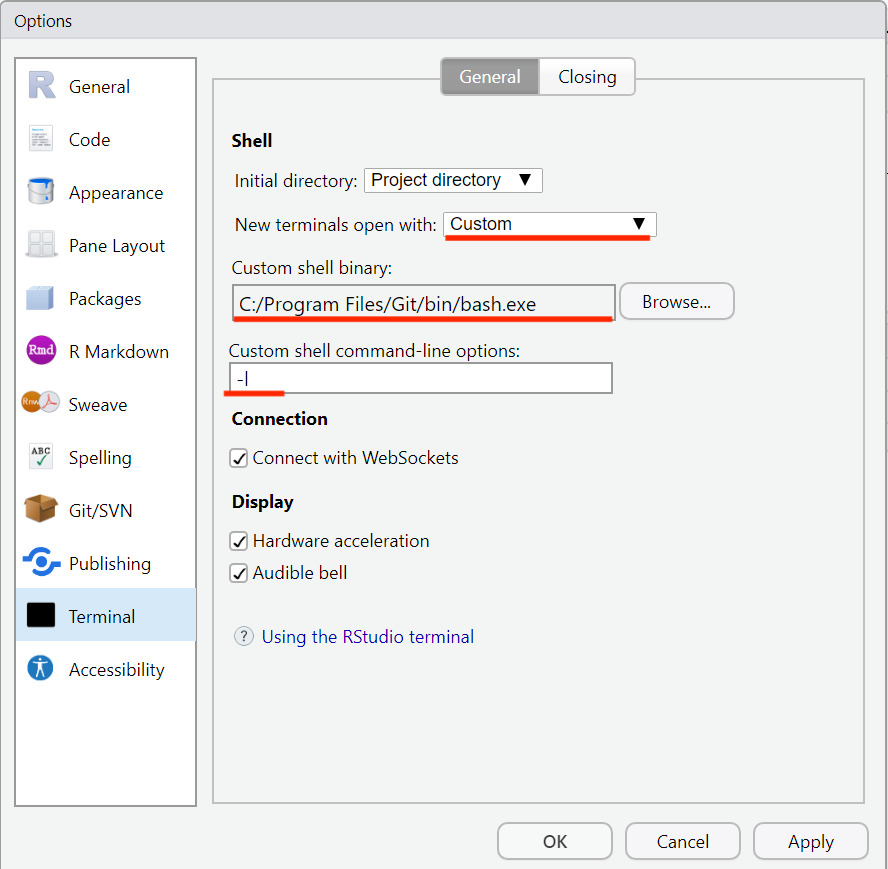 Options
General
Code
Appearance
Pane Layout
Packages
Rmd R Markdown
Rnw Sweave
ABC Spelling
Git/SVN
Publishing
Terminal
Accessibility
General Closing
Shell
Initial directory: Project directory ▼
New terminals open with: Custom ▼
Custom shell binary:
C:/Program Files/Git/bin/bash.exe Browse...
Custom shell command-line options:
-l
Connection
Connect with WebSockets
Display
Hardware acceleration
Audible bell
? Using the RStudio terminal
OK Cancel Apply